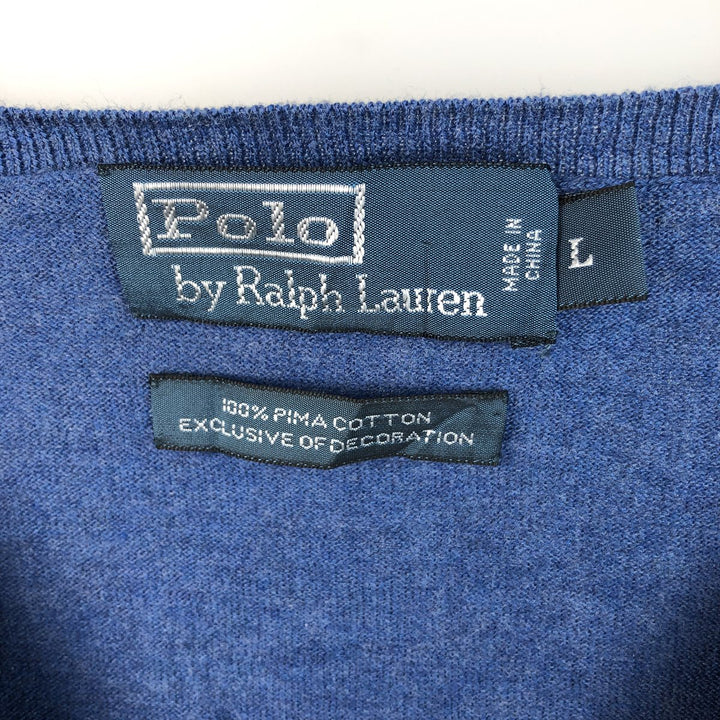 Polo
by Ralph Lauren
MADE IN
CHINA
L
100% PIMA COTTON
EXCLUSIVE OF DECORATION